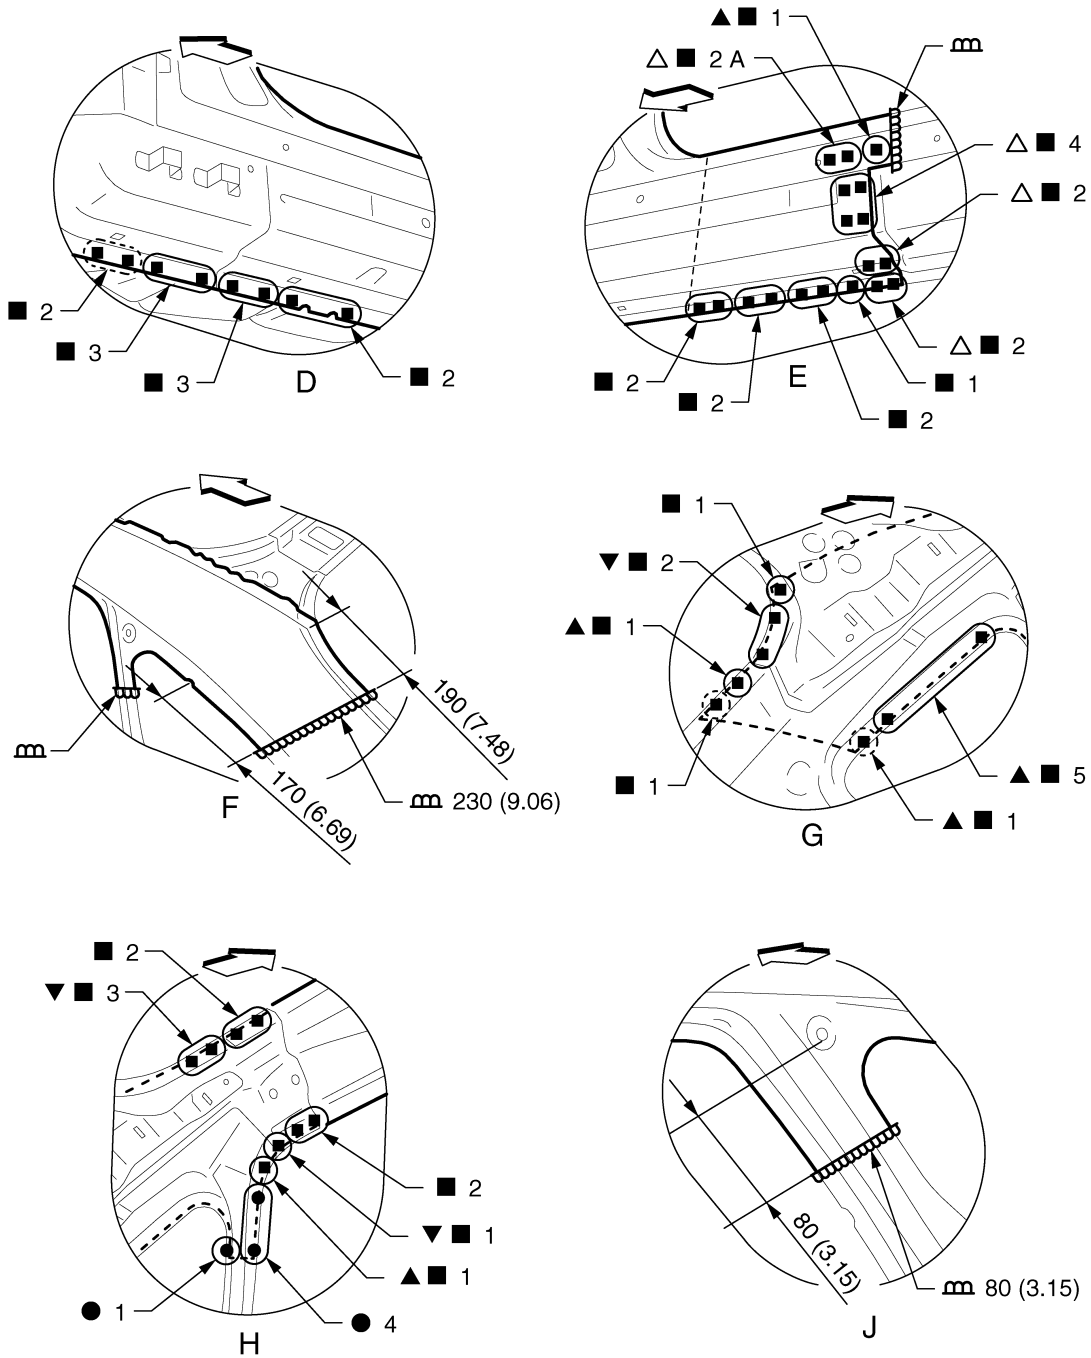 ■ 2
■ 3
■ 3
■ 2
D
▲ ■ 1
△ ■ 2 A
△ ■ 4
△ ■ 2
△ ■ 2
■ 1
■ 2
■ 2
■ 2
E
190 (7.48)
170 (6.69)
230 (9.06)
F
■ 1
▼ ■ 2
▲ ■ 1
■ 1
▲ ■ 5
▲ ■ 1
G
■ 2
▼ ■ 3
■ 2
▼ ■ 1
▲ ■ 1
● 1
● 4
H
80 (3.15)
80 (3.15)
J